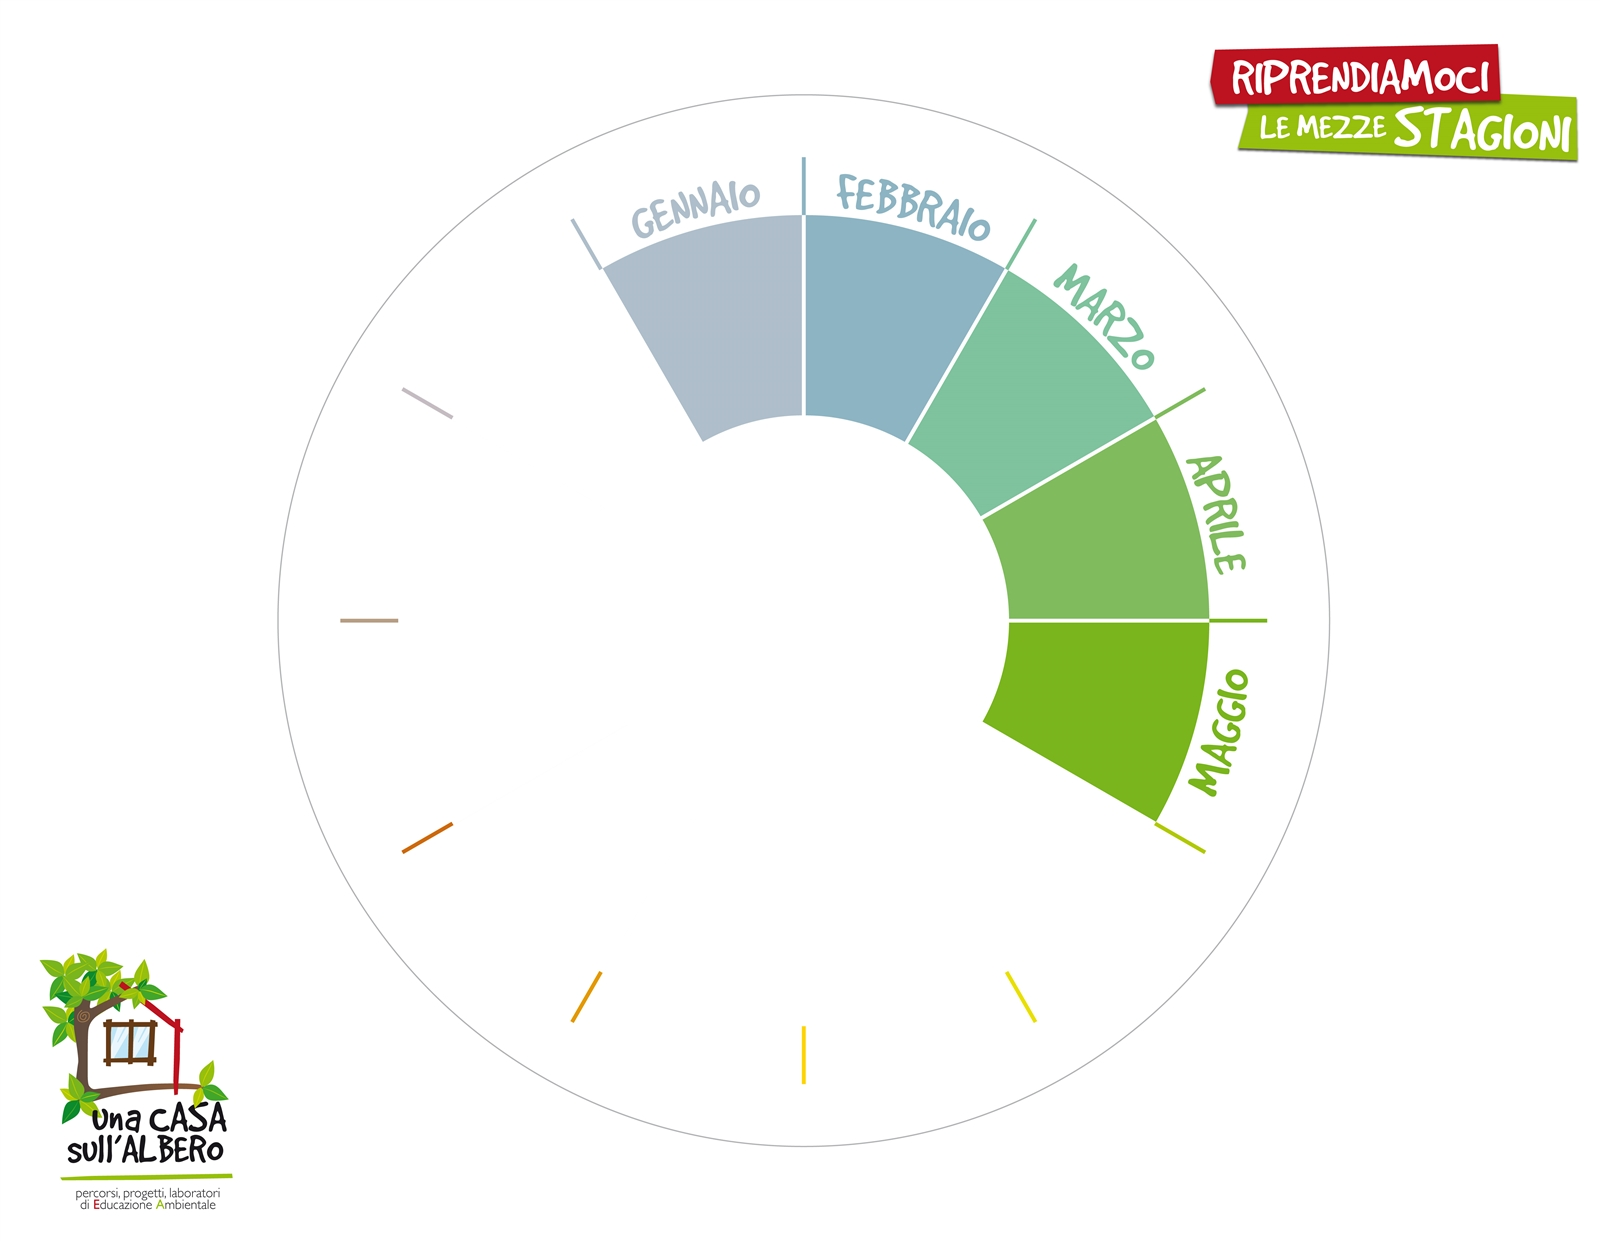 RIPRENDIAMOCI
LE MEZZE STAGIONI
GENNAIO
FEBBRAIO
MARZO
APRILE
MAGGIO
una CASA
sull'ALBERO
percorsi, progetti, laboratori
di Educazione Ambientale